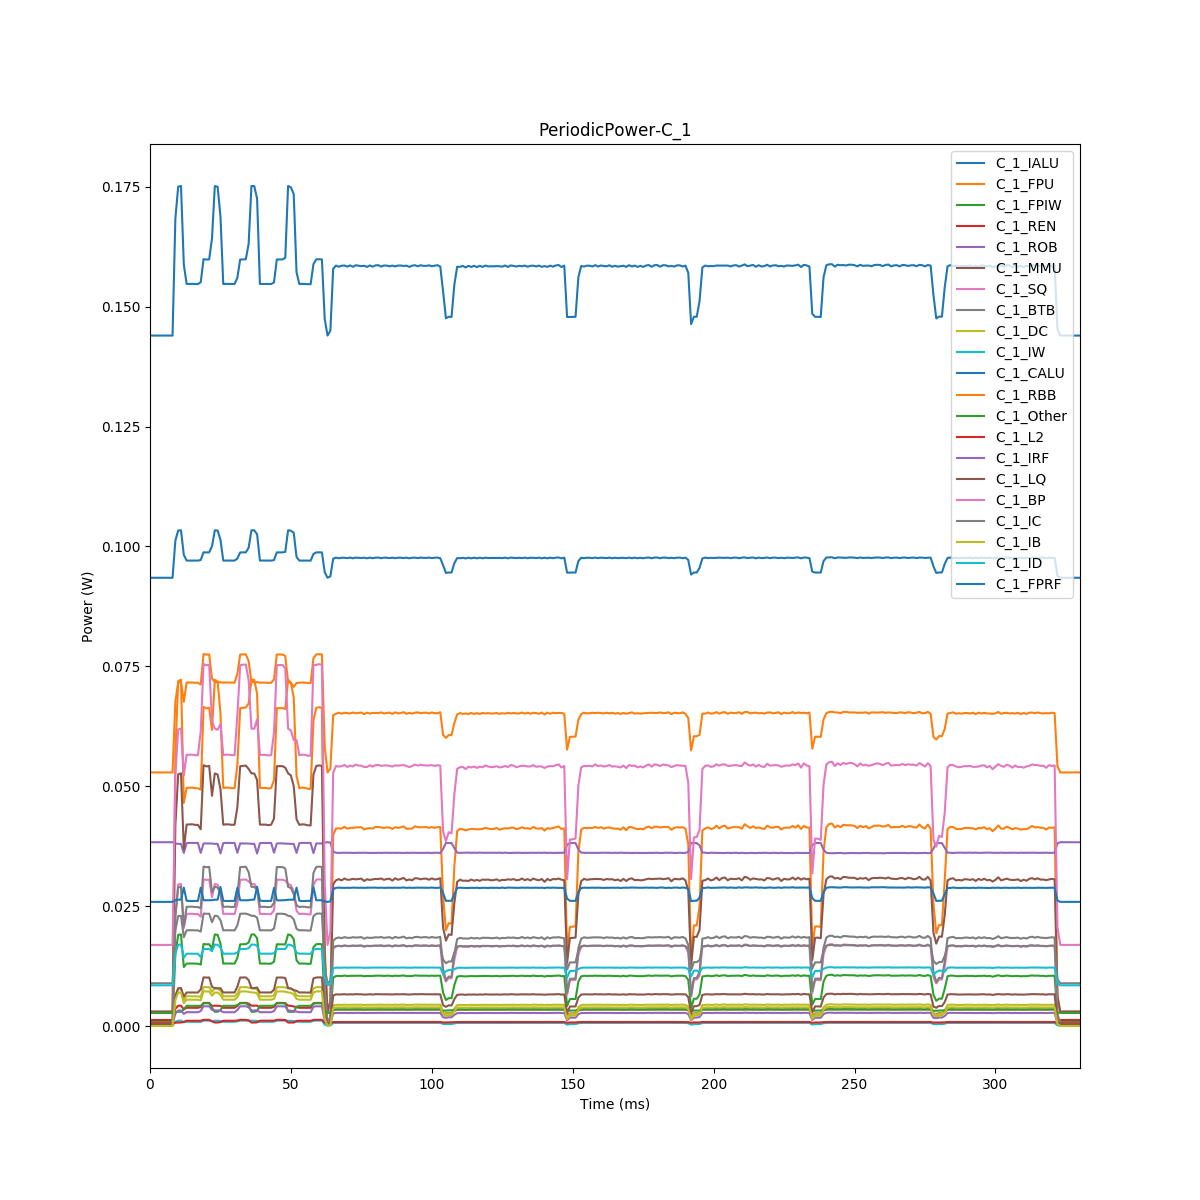 PeriodicPower-C_1
Power (W)
0.175
0.150
0.125
0.100
0.075
0.050
0.025
0.000
0
50
100
150
200
250
300
Time (ms)
C_1_IALU
C_1_FPU
C_1_FPIW
C_1_REN
C_1_ROB
C_1_MMU
C_1_SQ
C_1_BTB
C_1_DC
C_1_IW
C_1_CALU
C_1_RBB
C_1_Other
C_1_L2
C_1_IRF
C_1_LQ
C_1_BP
C_1_IC
C_1_IB
C_1_ID
C_1_FPRF